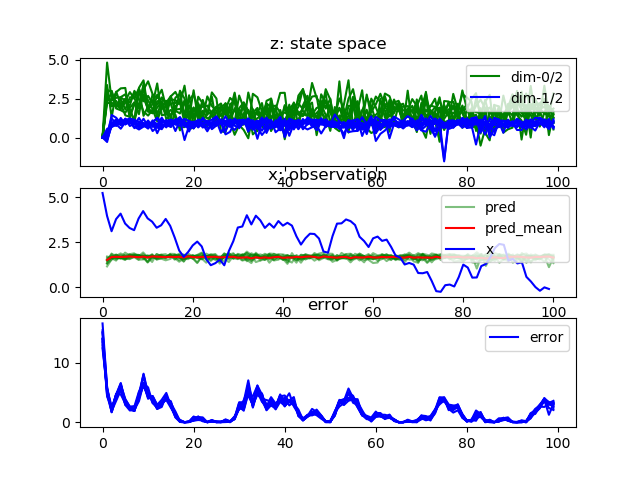 z: state space
5.0
2.5
0.0
dim-0/2
dim-1/2
0 20 40 60 80 100
x: observation
5.0
2.5
0.0
pred
pred_mean
x
0 20 40 60 80 100
error
10
0
error
0 20 40 60 80 100